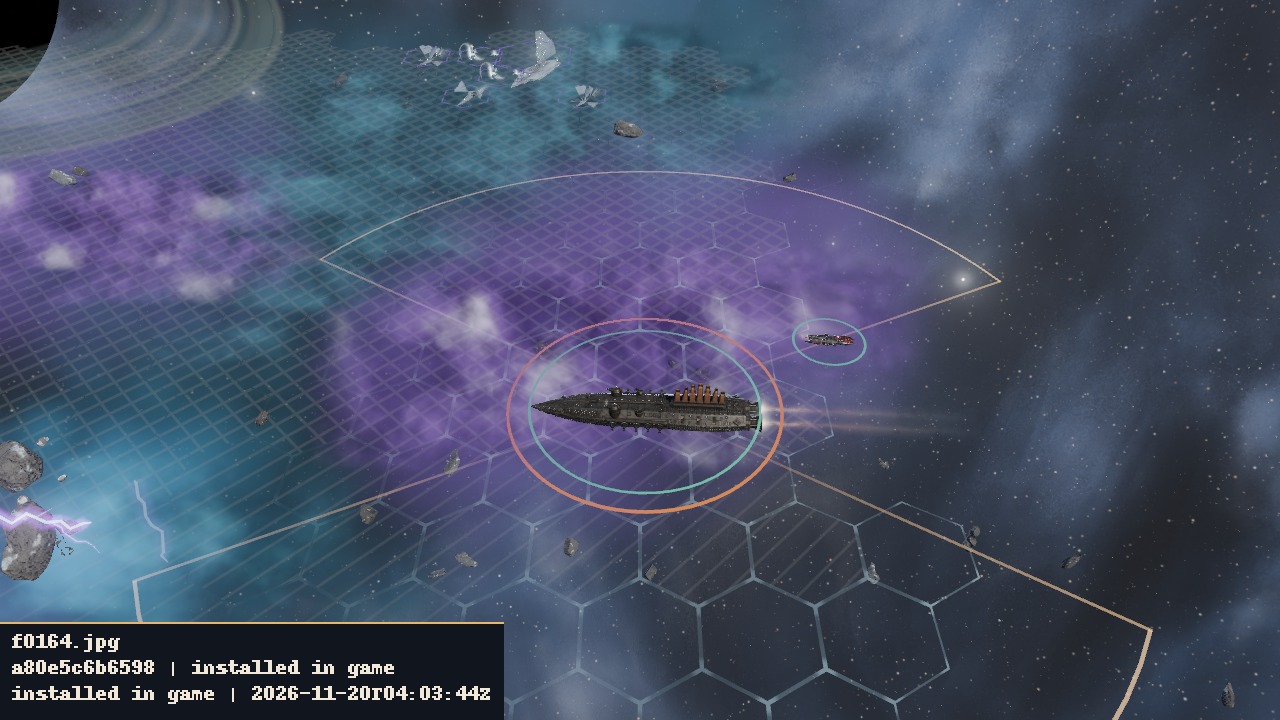 f0164.jpg
a80e5c6b6598 | installed in game
installed in game | 2026-11-20T04:03:44Z